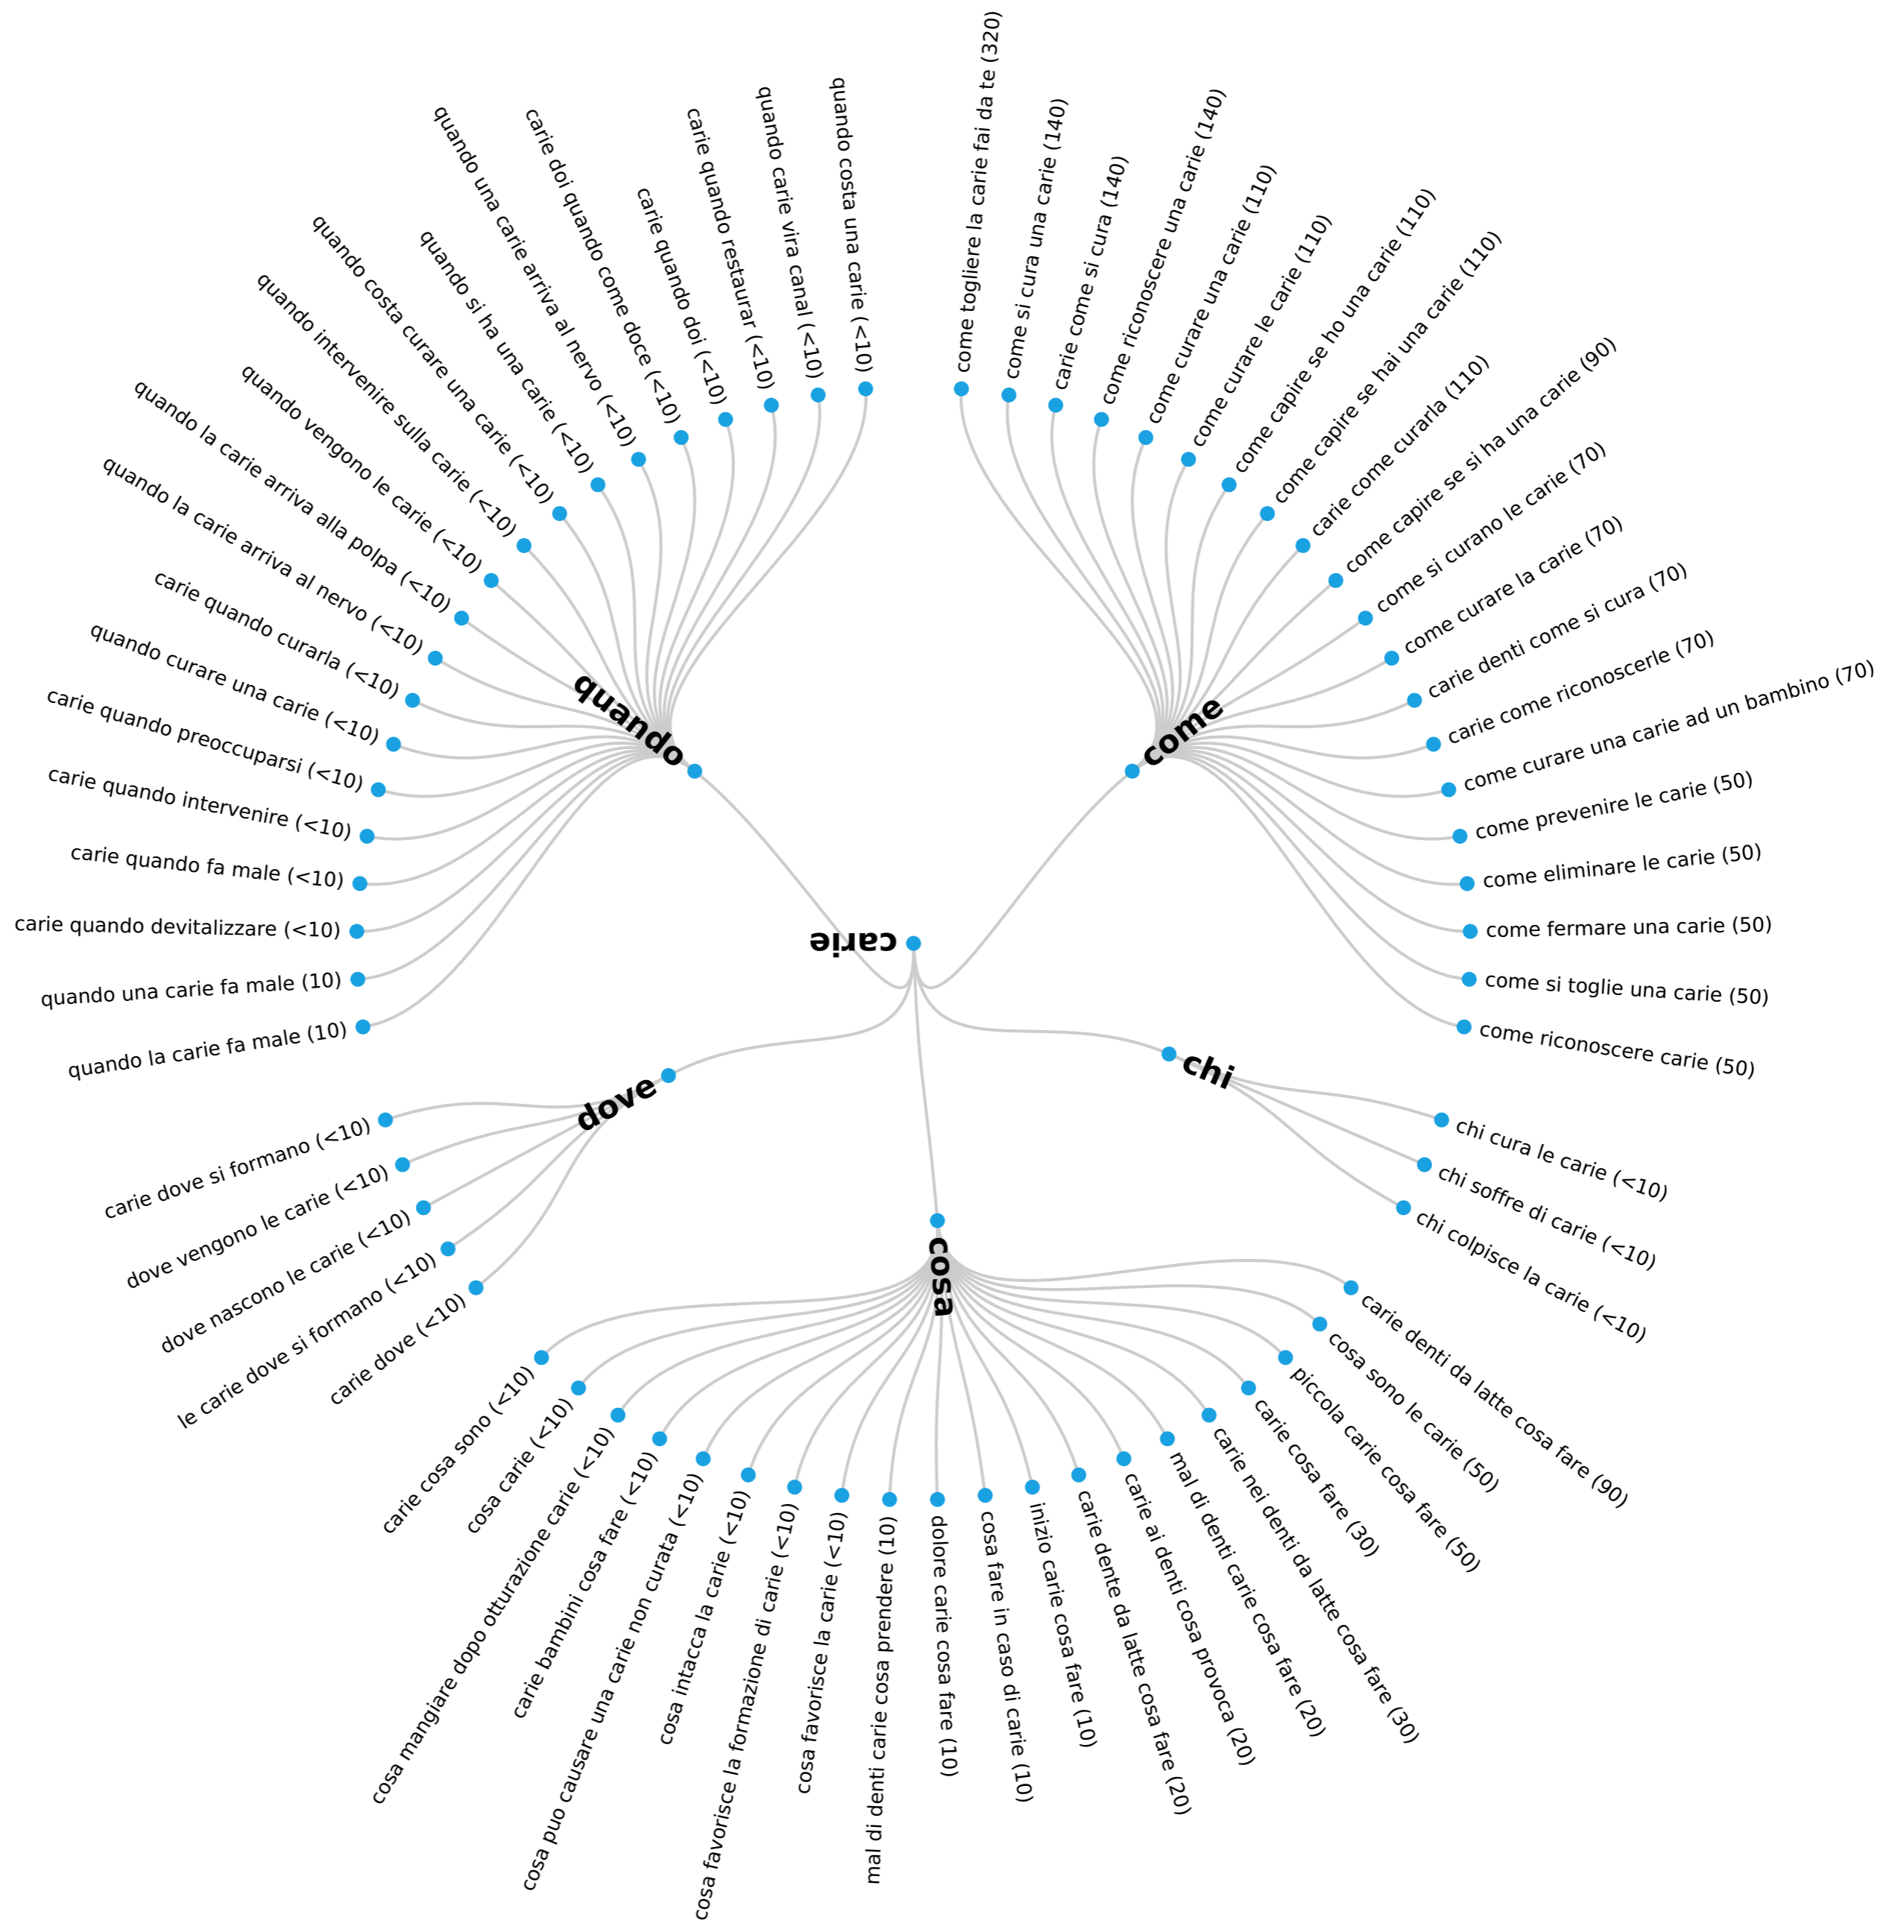 carie
come
come togliere la carie fai da te (320)
come si cura una carie (140)
carie come si cura (140)
come riconoscere una carie (140)
come curare una carie (110)
come curare le carie (110)
come capire se ho una carie (110)
come capire se hai una carie (110)
carie come curarla (110)
come capire se si ha una carie (90)
come si curano le carie (70)
come curare la carie (70)
carie denti come si cura (70)
carie come riconoscerle (70)
come curare una carie ad un bambino (70)
come prevenire le carie (50)
come eliminare le carie (50)
come fermare una carie (50)
come si toglie una carie (50)
come riconoscere carie (50)
chi
chi cura le carie (<10)
chi soffre di carie (<10)
chi colpisce la carie (<10)
cosa
carie denti da latte cosa fare (90)
cosa sono le carie (50)
piccola carie cosa fare (50)
carie cosa fare (30)
carie nei denti da latte cosa fare (30)
mal di denti carie cosa fare (20)
carie ai denti cosa provoca (20)
carie dente da latte cosa fare (20)
inizio carie cosa fare (10)
cosa fare in caso di carie (10)
dolore carie cosa fare (10)
mal di denti carie cosa prendere (10)
cosa favorisce la carie (<10)
cosa favorisce la formazione di carie (<10)
cosa intacca la carie (<10)
cosa puo causare una carie non curata (<10)
carie bambini cosa fare (<10)
cosa mangiare dopo otturazione carie (<10)
cosa carie (<10)
carie cosa sono (<10)
dove
carie dove (<10)
le carie dove si formano (<10)
dove nascono le carie (<10)
dove vengono le carie (<10)
carie dove si formano (<10)
quando
quando la carie fa male (10)
quando una carie fa male (10)
carie quando devitalizzare (<10)
carie quando fa male (<10)
carie quando intervenire (<10)
carie quando preoccuparsi (<10)
quando curare una carie (<10)
carie quando curarla (<10)
quando la carie arriva al nervo (<10)
quando la carie arriva alla polpa (<10)
quando vengono le carie (<10)
quando intervenire sulla carie (<10)
quando costa curare una carie (<10)
quando si ha una carie (<10)
quando una carie arriva al nervo (<10)
carie doi quando come doce (<10)
carie quando doi (<10)
carie quando restaurar (<10)
quando carie vira canal (<10)
quando costa una carie (<10)